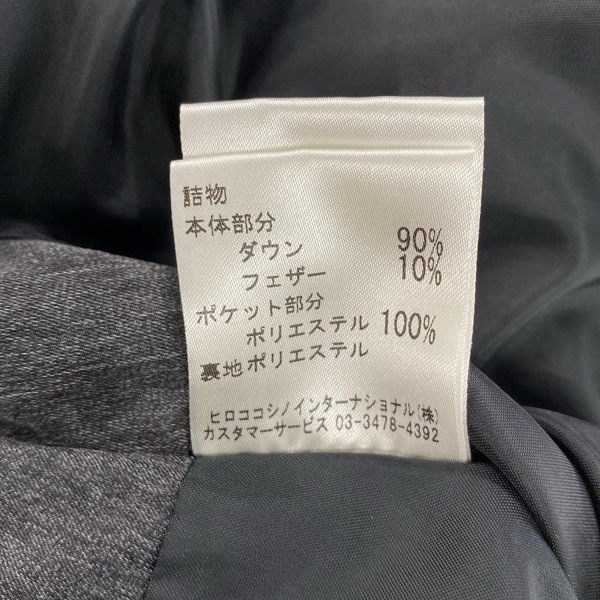 詰物
本体部分
ダウン 90%
フェザー 10%
ポケット部分
ポリエステル 100%
裏地ポリエステル
ヒロココシノインターナショナル(株)
カスタマーサービス 03-3478-4392